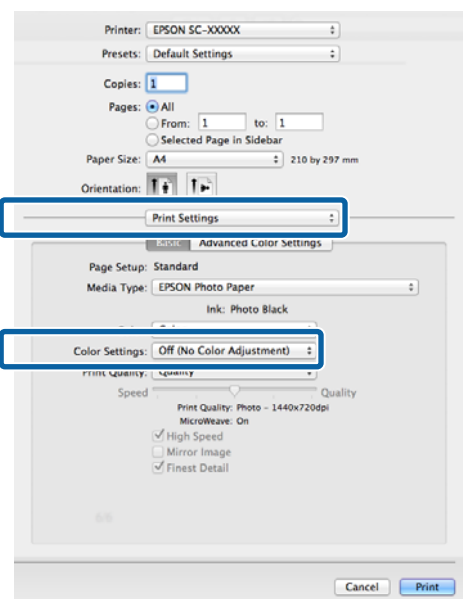 Printer: EPSON SC-XXXXX
Presets: Default Settings
Copies: 1
Pages: All
From: 1 to: 1
Selected Page in Sidebar
Paper Size: A4 210 by 297 mm
Orientation:
Print Settings
Basic Advanced Color Settings
Page Setup: Standard
Media Type: EPSON Photo Paper
Ink: Photo Black
Color Settings: Off (No Color Adjustment)
Print Quality: Quality
Speed Quality
Print Quality: Photo - 1440x720dpi
MicroWeave: On
High Speed
Mirror Image
Finest Detail
Cancel Print